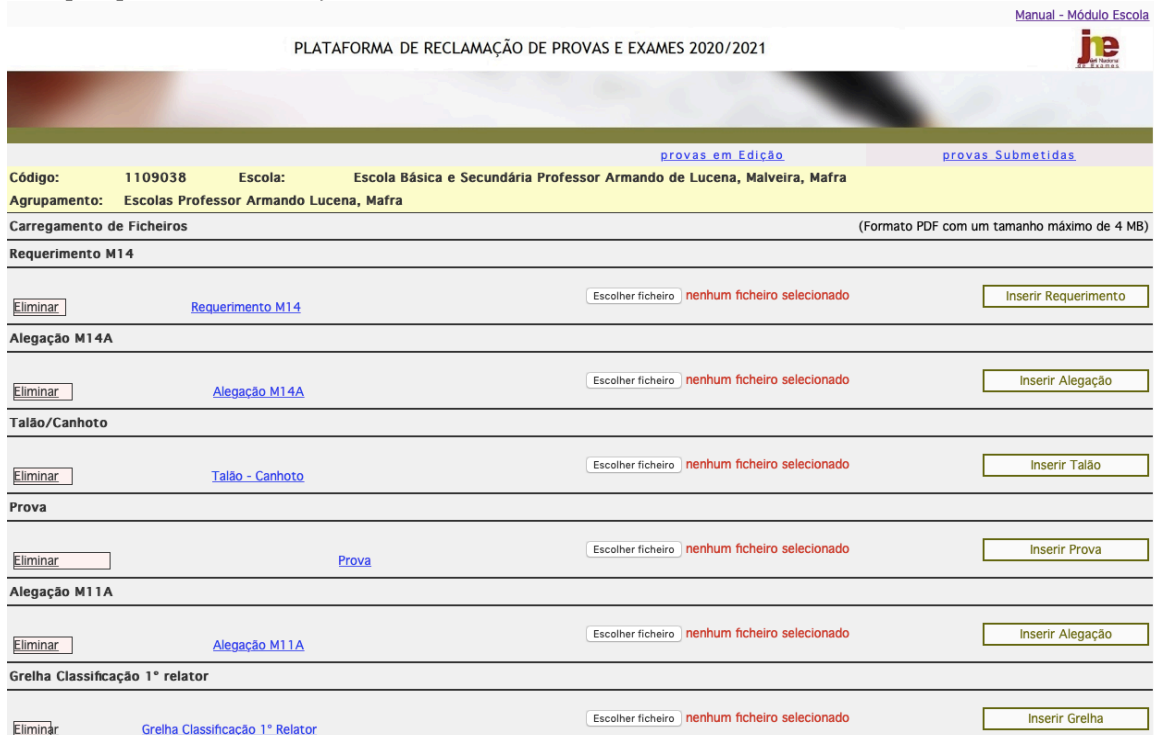 Manual - Módulo Escola
PLATAFORMA DE RECLAMAÇÃO DE PROVAS E EXAMES 2020/2021
jne
de Exames
provas em Edição provas Submetidas
Código: 1109038 Escola: Escola Básica e Secundária Professor Armando de Lucena, Malveira, Mafra
Agrupamento: Escolas Professor Armando Lucena, Mafra
Carregamento de Ficheiros (Formato PDF com um tamanho máximo de 4 MB)
Requerimento M14
Eliminar Requerimento M14 Escolher ficheiro nenhum ficheiro selecionado Inserir Requerimento
Alegação M14A
Eliminar Alegação M14A Escolher ficheiro nenhum ficheiro selecionado Inserir Alegação
Talão/Canhoto
Eliminar Talão - Canhoto Escolher ficheiro nenhum ficheiro selecionado Inserir Talão
Prova
Eliminar Prova Escolher ficheiro nenhum ficheiro selecionado Inserir Prova
Alegação M11A
Eliminar Alegação M11A Escolher ficheiro nenhum ficheiro selecionado Inserir Alegação
Grelha Classificação 1º relator
Eliminar Grelha Classificação 1º Relator Escolher ficheiro nenhum ficheiro selecionado Inserir Grelha